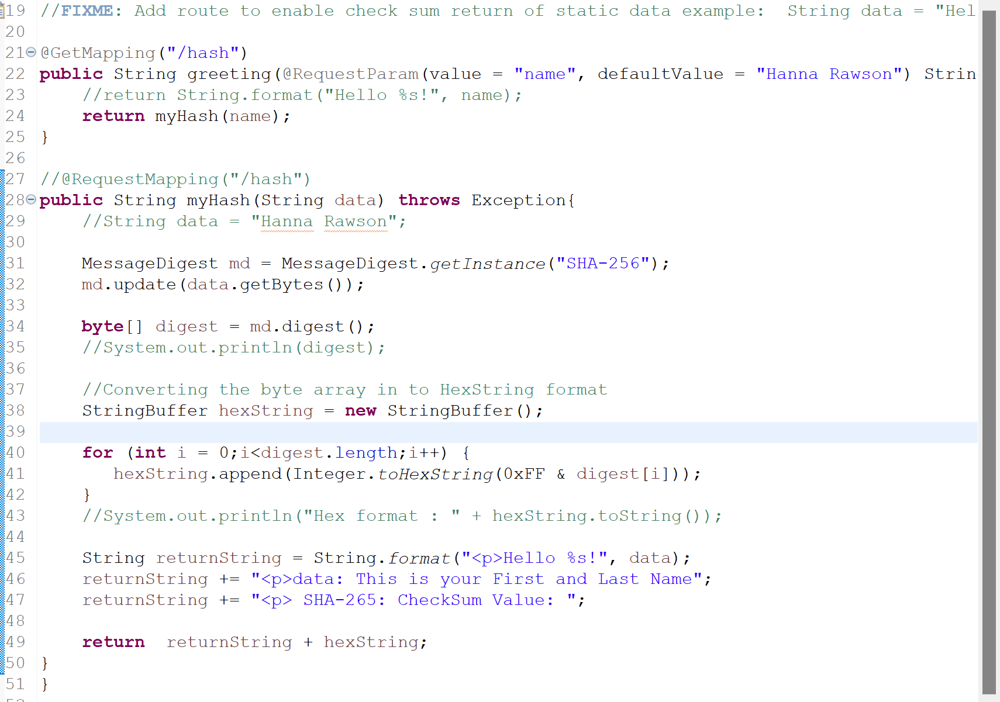 19 //FIXME: Add route to enable check sum return of static data example:  String data = "Hel
20
21 @GetMapping("/hash")
22 public String greeting(@RequestParam(value = "name", defaultValue = "Hanna Rawson") Strin
23     //return String.format("Hello %s!", name);
24     return myHash(name);
25 }
26
27 //@RequestMapping("/hash")
28 public String myHash(String data) throws Exception{
29     //String data = "Hanna Rawson";
30
31     MessageDigest md = MessageDigest.getInstance("SHA-256");
32     md.update(data.getBytes());
33
34     byte[] digest = md.digest();
35     //System.out.println(digest);
36
37     //Converting the byte array in to HexString format
38     StringBuffer hexString = new StringBuffer();
39
40     for (int i = 0;i<digest.length;i++) {
41        hexString.append(Integer.toHexString(0xFF & digest[i]));
42     }
43     //System.out.println("Hex format : " + hexString.toString());
44
45     String returnString = String.format("<p>Hello %s!", data);
46     returnString += "<p>data: This is your First and Last Name";
47     returnString += "<p> SHA-265: CheckSum Value: ";
48
49     return  returnString + hexString;
50 }
51 }